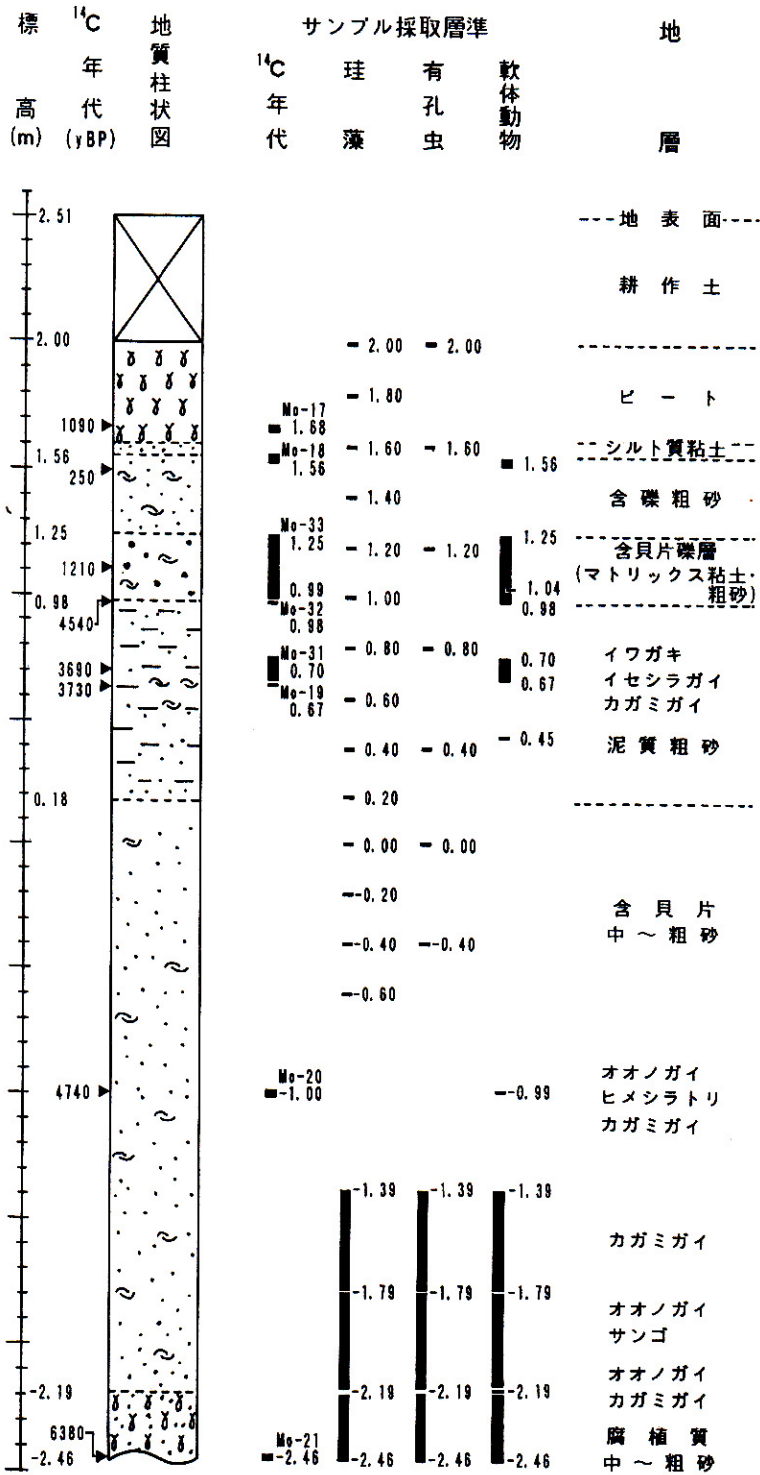 標高(m)
¹⁴C年代(yBP)
地質柱状図
サンプル採取層準
¹⁴C年代
珪藻
有孔虫
軟体動物
地層
2.51
---地 表 面---
耕 作 土
2.00
2.00
2.00
ピ ー ト
1.80
Mo-17
1090
1.68
1.56
Mo-18
1.56
1.60
1.60
シルト質粘土
1.56
250
1.40
含 礫 粗 砂
1.25
Mo-33
1.25
1.25
1.20
1.20
含貝片礫層
1210
(マトリックス粘土・
粗砂)
0.99
1.00
1.04
0.98
0.98
4540
Mo-32
0.98
Mo-31
0.80
0.80
イワガキ
3690
0.70
0.70
イセシラガイ
3730
Mo-19
0.67
0.67
0.60
カガミガイ
0.45
0.40
0.40
泥 質 粗 砂
0.18
0.20
0.00
0.00
-0.20
含 貝 片
中 ～ 粗 砂
-0.40
-0.40
-0.60
Mo-20
オオノガイ
4740
-1.00
-0.99
ヒメシラトリ
カガミガイ
-1.39
-1.39
-1.39
カガミガイ
-1.79
-1.79
-1.79
オオノガイ
サンゴ
オオノガイ
-2.19
-2.19
-2.19
-2.19
カガミガイ
6380
Mo-21
腐 植 質
-2.46
-2.46
-2.46
-2.46
-2.46
中 ～ 粗 砂